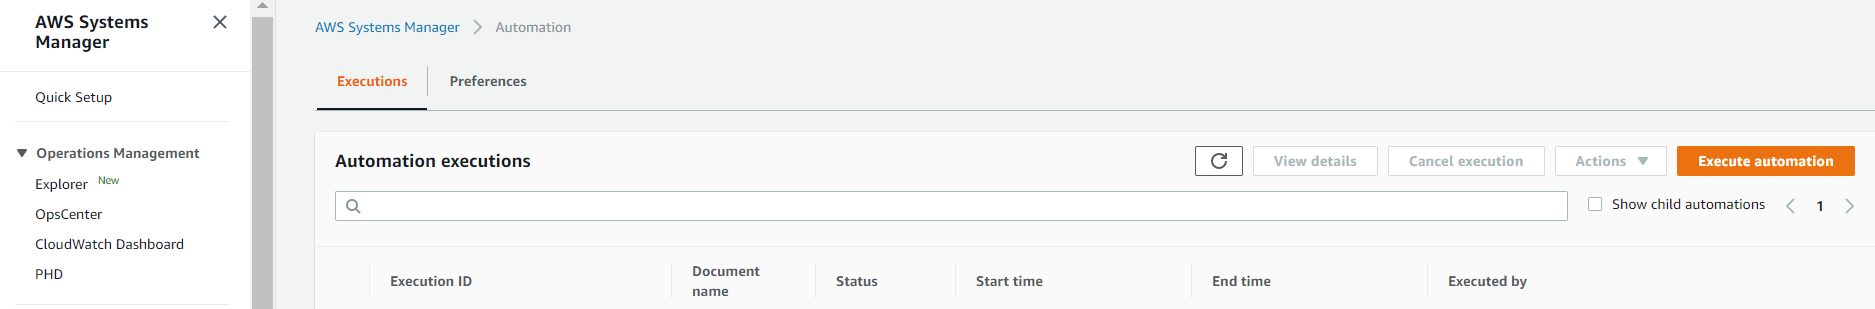 AWS Systems
Manager
Quick Setup
Operations Management
Explorer New
OpsCenter
CloudWatch Dashboard
PHD
AWS Systems Manager > Automation
Executions Preferences
Automation executions View details Cancel execution Actions Execute automation
Show child automations 1
Execution ID Document name Status Start time End time Executed by